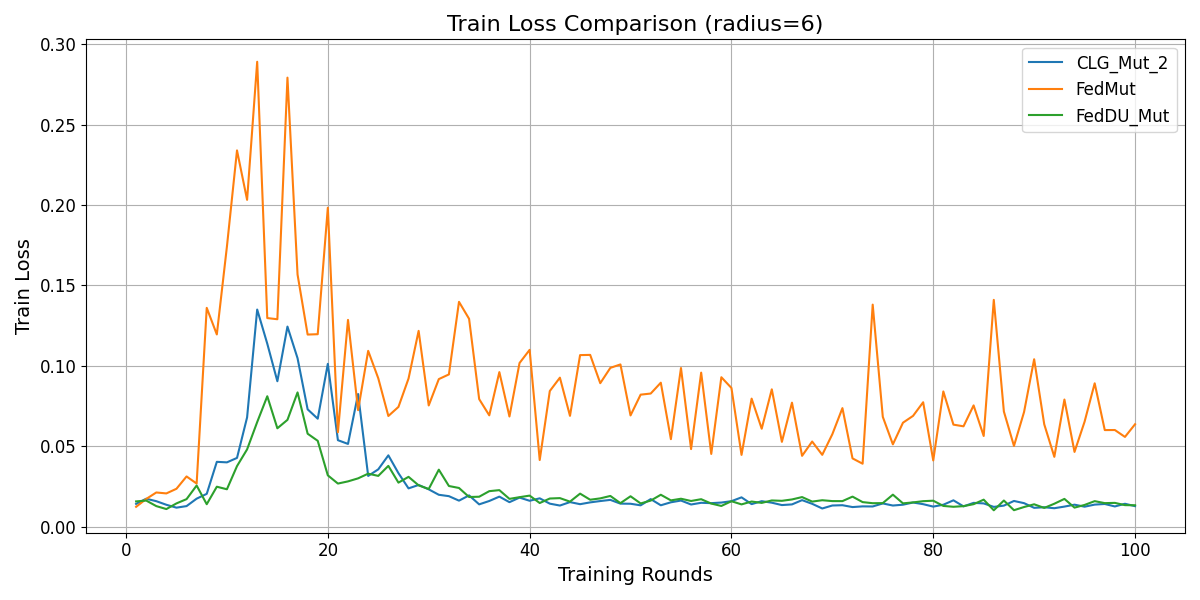 Train Loss Comparison (radius=6)
CLG_Mut_2
FedMut
FedDU_Mut
Train Loss
0.30
0.25
0.20
0.15
0.10
0.05
0.00
0 20 40 60 80 100
Training Rounds